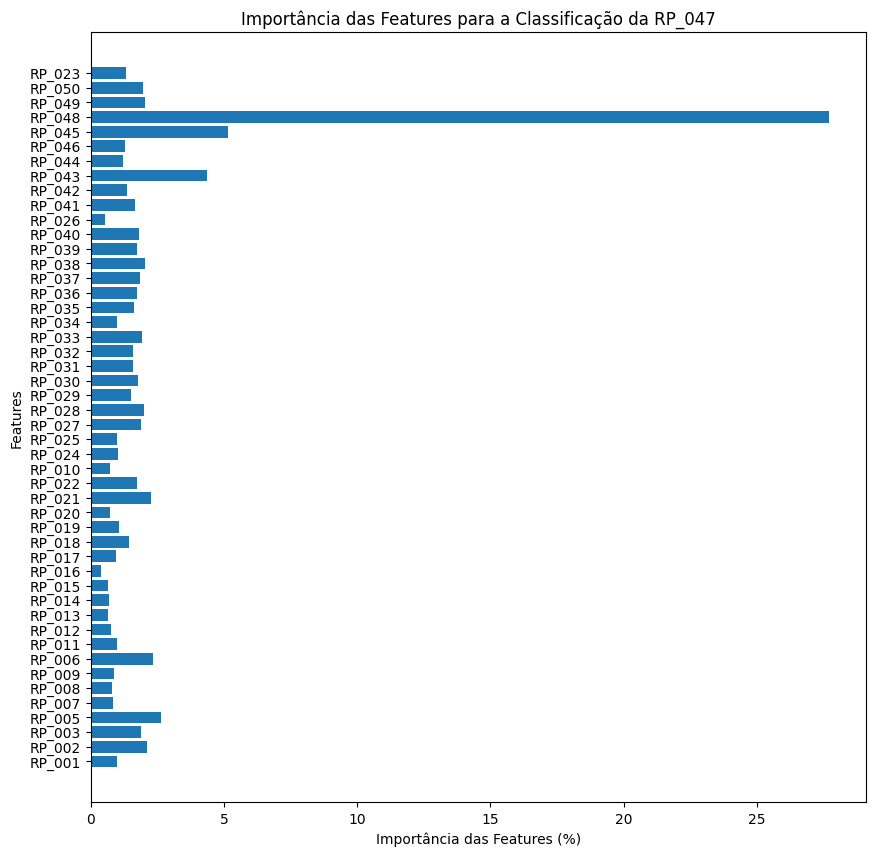 Importância das Features para a Classificação da RP_047
RP_023
RP_050
RP_049
RP_048
RP_045
RP_046
RP_044
RP_043
RP_042
RP_041
RP_026
RP_040
RP_039
RP_038
RP_037
RP_036
RP_035
RP_034
RP_033
RP_032
RP_031
RP_030
RP_029
RP_028
RP_027
RP_025
RP_024
RP_010
RP_022
RP_021
RP_020
RP_019
RP_018
RP_017
RP_016
RP_015
RP_014
RP_013
RP_012
RP_011
RP_006
RP_009
RP_008
RP_007
RP_005
RP_003
RP_002
RP_001
Features
0 5 10 15 20 25
Importância das Features (%)